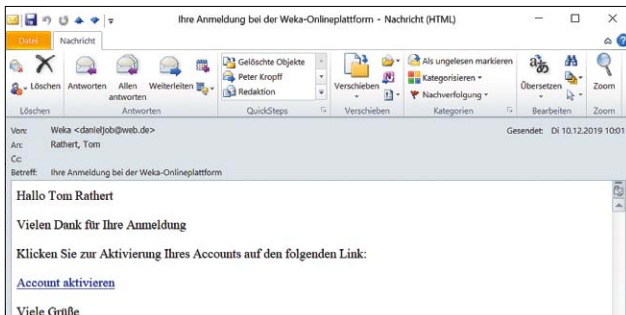 Ihre Anmeldung bei der Weka-Onlineplattform - Nachricht (HTML)
Datei Nachricht
Löschen
Antworten Allen antworten Weiterleiten
Gelöschte Objekte
Peter Kropff
Redaktion
Verschieben
Als ungelesen markieren
Kategorisieren
Nachverfolgung
Übersetzen
Zoom
Löschen Antworten QuickSteps Verschieben Kategorien Bearbeiten Zoom
Von: Weka <danieljob@web.de> Gesendet: Di 10.12.2019 10:01
An: Rathert, Tom
Cc:
Betreff: Ihre Anmeldung bei der Weka-Onlineplattform
Hallo Tom Rathert
Vielen Dank für Ihre Anmeldung
Klicken Sie zur Aktivierung Ihres Accounts auf den folgenden Link:
Account aktivieren
Viele Grüße